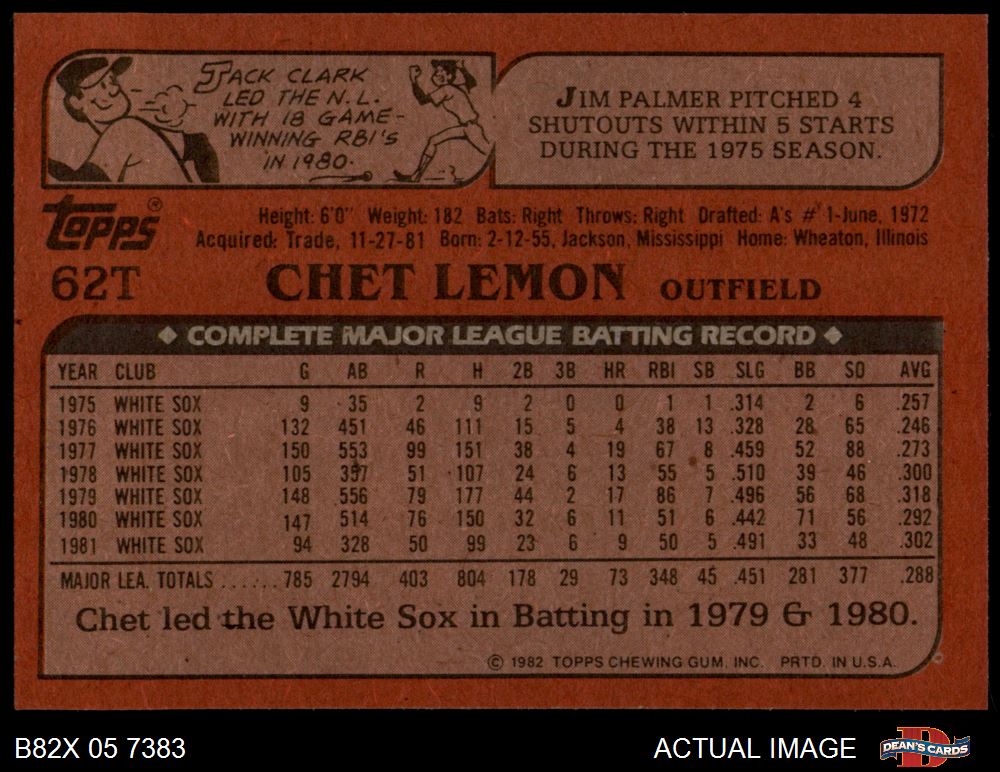 JACK CLARK
LED THE N.L.
WITH 18 GAME-
WINNING RBI'S
IN 1980.
JIM PALMER PITCHED 4
SHUTOUTS WITHIN 5 STARTS
DURING THE 1975 SEASON.
TOPPS®
Height: 6'0" Weight: 182 Bats: Right Throws: Right Drafted: A's # 1-June, 1972
Acquired: Trade, 11-27-81 Born: 2-12-55, Jackson, Mississippi Home: Wheaton, Illinois
62T CHET LEMON OUTFIELD
◆ COMPLETE MAJOR LEAGUE BATTING RECORD ◆
YEAR CLUB G AB R H 2B 3B HR RBI SB SLG BB SO AVG
1975 WHITE SOX 9 35 2 9 2 0 0 1 1 .314 2 6 .257
1976 WHITE SOX 132 451 46 111 15 5 4 38 13 .328 28 65 .246
1977 WHITE SOX 150 553 99 151 38 4 19 67 8 .459 52 88 .273
1978 WHITE SOX 105 357 51 107 24 6 13 55 5 .510 39 46 .300
1979 WHITE SOX 148 556 79 177 44 2 17 86 7 .496 56 68 .318
1980 WHITE SOX 147 514 76 150 32 6 11 51 6 .442 71 56 .292
1981 WHITE SOX 94 328 50 99 23 6 9 50 5 .491 33 48 .302
MAJOR LEA. TOTALS ...... 785 2794 403 804 178 29 73 348 45 .451 281 377 .288
Chet led the White Sox in Batting in 1979 & 1980.
© 1982 TOPPS CHEWING GUM, INC. PRTD. IN U.S.A.
B82X 05 7383
ACTUAL IMAGE
DEAN'S CARDS